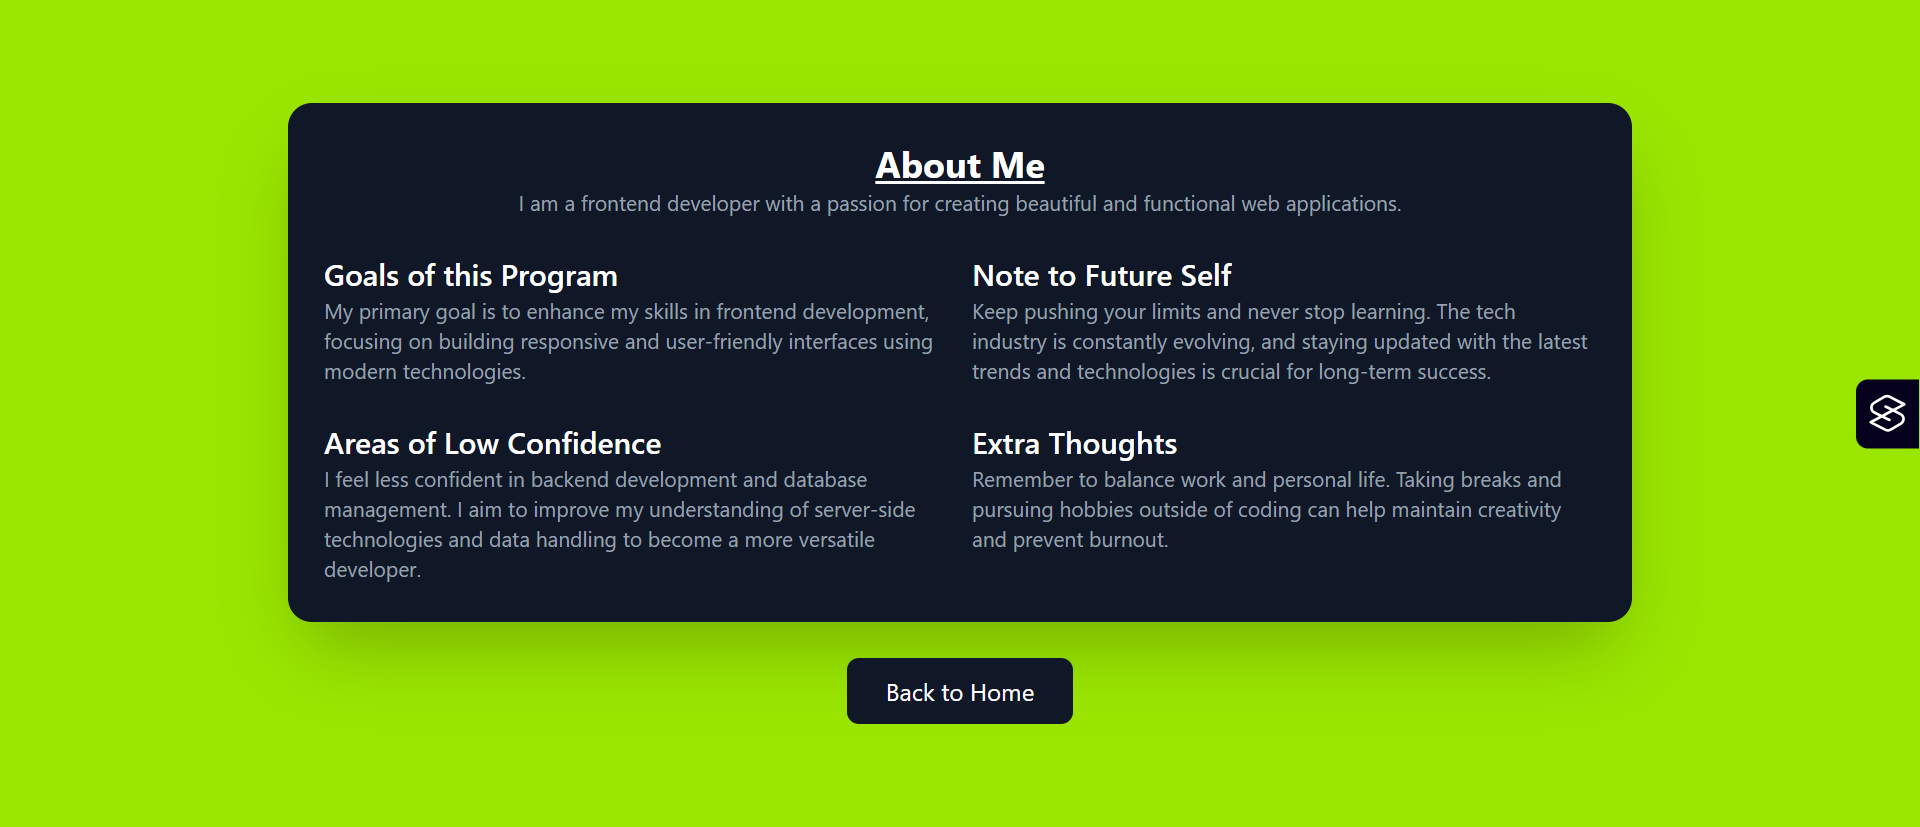 About Me
I am a frontend developer with a passion for creating beautiful and functional web applications.
Goals of this Program
My primary goal is to enhance my skills in frontend development,
focusing on building responsive and user-friendly interfaces using
modern technologies.
Note to Future Self
Keep pushing your limits and never stop learning. The tech
industry is constantly evolving, and staying updated with the latest
trends and technologies is crucial for long-term success.
Areas of Low Confidence
I feel less confident in backend development and database
management. I aim to improve my understanding of server-side
technologies and data handling to become a more versatile
developer.
Extra Thoughts
Remember to balance work and personal life. Taking breaks and
pursuing hobbies outside of coding can help maintain creativity
and prevent burnout.
Back to Home